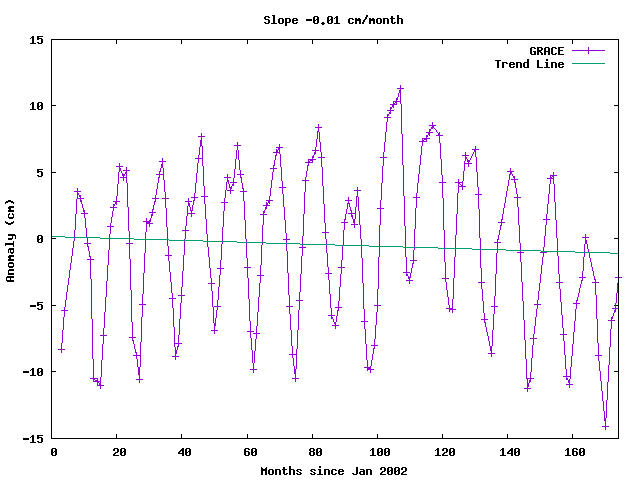 Slope -0.01 cm/month
GRACE
Trend Line
15
10
5
0
-5
-10
-15
Anomaly (cm)
0 20 40 60 80 100 120 140 160
Months since Jan 2002